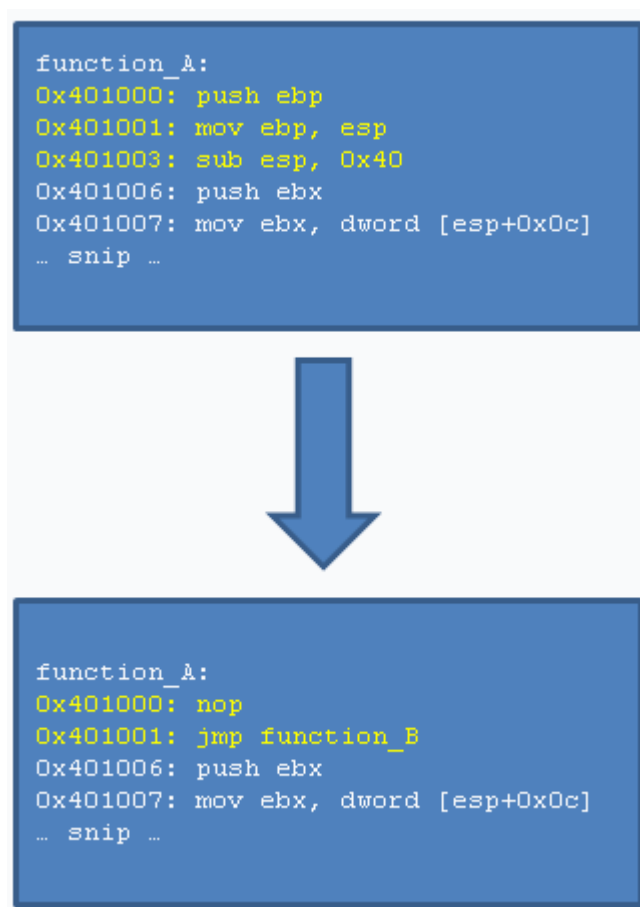 function_A:
0x401000: push ebp
0x401001: mov ebp, esp
0x401003: sub esp, 0x40
0x401006: push ebx
0x401007: mov ebx, dword [esp+0x0c]
… snip …
function_A:
0x401000: nop
0x401001: jmp function_B
0x401006: push ebx
0x401007: mov ebx, dword [esp+0x0c]
… snip …